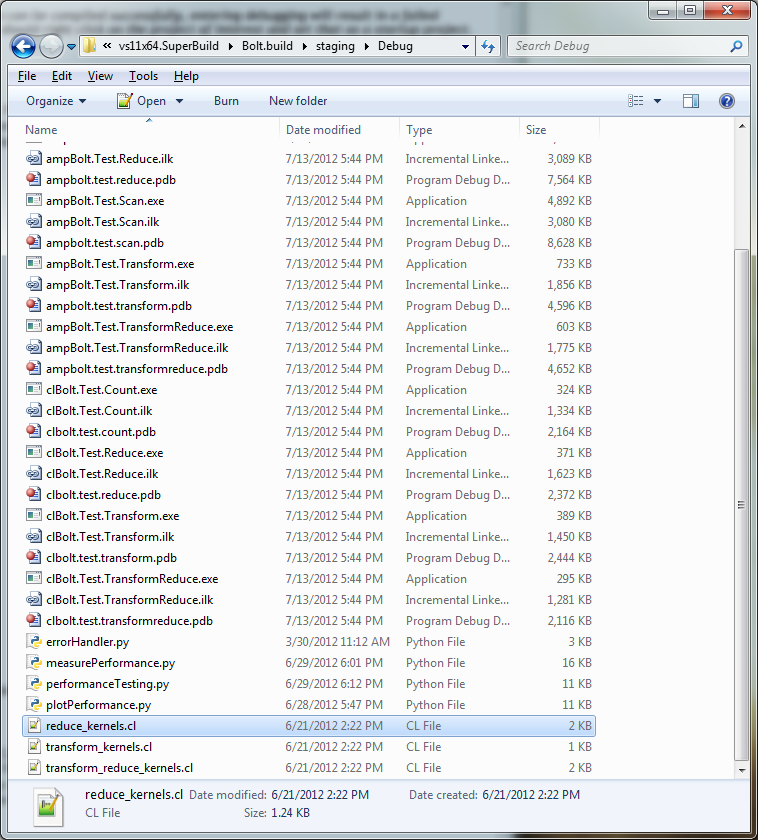 can be compiled successfully, entering debugging will result in a failed
« vs11x64.SuperBuild Bolt.build staging Debug Search Debug
File Edit View Tools Help
Organize Open Burn New folder
Name Date modified Type Size
ampBolt.Test.Reduce.ilk 7/13/2012 5:44 PM Incremental Linke... 3,089 KB
ampbolt.test.reduce.pdb 7/13/2012 5:44 PM Program Debug D... 7,564 KB
ampBolt.Test.Scan.exe 7/13/2012 5:44 PM Application 4,892 KB
ampBolt.Test.Scan.ilk 7/13/2012 5:44 PM Incremental Linke... 3,080 KB
ampbolt.test.scan.pdb 7/13/2012 5:44 PM Program Debug D... 8,628 KB
ampBolt.Test.Transform.exe 7/13/2012 5:44 PM Application 733 KB
ampBolt.Test.Transform.ilk 7/13/2012 5:44 PM Incremental Linke... 1,856 KB
ampbolt.test.transform.pdb 7/13/2012 5:44 PM Program Debug D... 4,596 KB
ampBolt.Test.TransformReduce.exe 7/13/2012 5:44 PM Application 603 KB
ampBolt.Test.TransformReduce.ilk 7/13/2012 5:44 PM Incremental Linke... 1,775 KB
ampbolt.test.transformreduce.pdb 7/13/2012 5:44 PM Program Debug D... 4,652 KB
clBolt.Test.Count.exe 7/13/2012 5:44 PM Application 324 KB
clBolt.Test.Count.ilk 7/13/2012 5:44 PM Incremental Linke... 1,334 KB
clbolt.test.count.pdb 7/13/2012 5:44 PM Program Debug D... 2,164 KB
clBolt.Test.Reduce.exe 7/13/2012 5:44 PM Application 371 KB
clBolt.Test.Reduce.ilk 7/13/2012 5:44 PM Incremental Linke... 1,623 KB
clbolt.test.reduce.pdb 7/13/2012 5:44 PM Program Debug D... 2,372 KB
clBolt.Test.Transform.exe 7/13/2012 5:44 PM Application 389 KB
clBolt.Test.Transform.ilk 7/13/2012 5:44 PM Incremental Linke... 1,450 KB
clbolt.test.transform.pdb 7/13/2012 5:44 PM Program Debug D... 2,444 KB
clBolt.Test.TransformReduce.exe 7/13/2012 5:44 PM Application 295 KB
clBolt.Test.TransformReduce.ilk 7/13/2012 5:44 PM Incremental Linke... 1,281 KB
clbolt.test.transformreduce.pdb 7/13/2012 5:44 PM Program Debug D... 2,116 KB
errorHandler.py 3/30/2012 11:12 AM Python File 3 KB
measurePerformance.py 6/29/2012 6:01 PM Python File 16 KB
performanceTesting.py 6/29/2012 6:12 PM Python File 11 KB
plotPerformance.py 6/28/2012 5:47 PM Python File 11 KB
reduce_kernels.cl 6/21/2012 2:22 PM CL File 2 KB
transform_kernels.cl 6/21/2012 2:22 PM CL File 1 KB
transform_reduce_kernels.cl 6/21/2012 2:22 PM CL File 2 KB
reduce_kernels.cl Date modified: 6/21/2012 2:22 PM Date created: 6/21/2012 2:22 PM
CL File Size: 1.24 KB